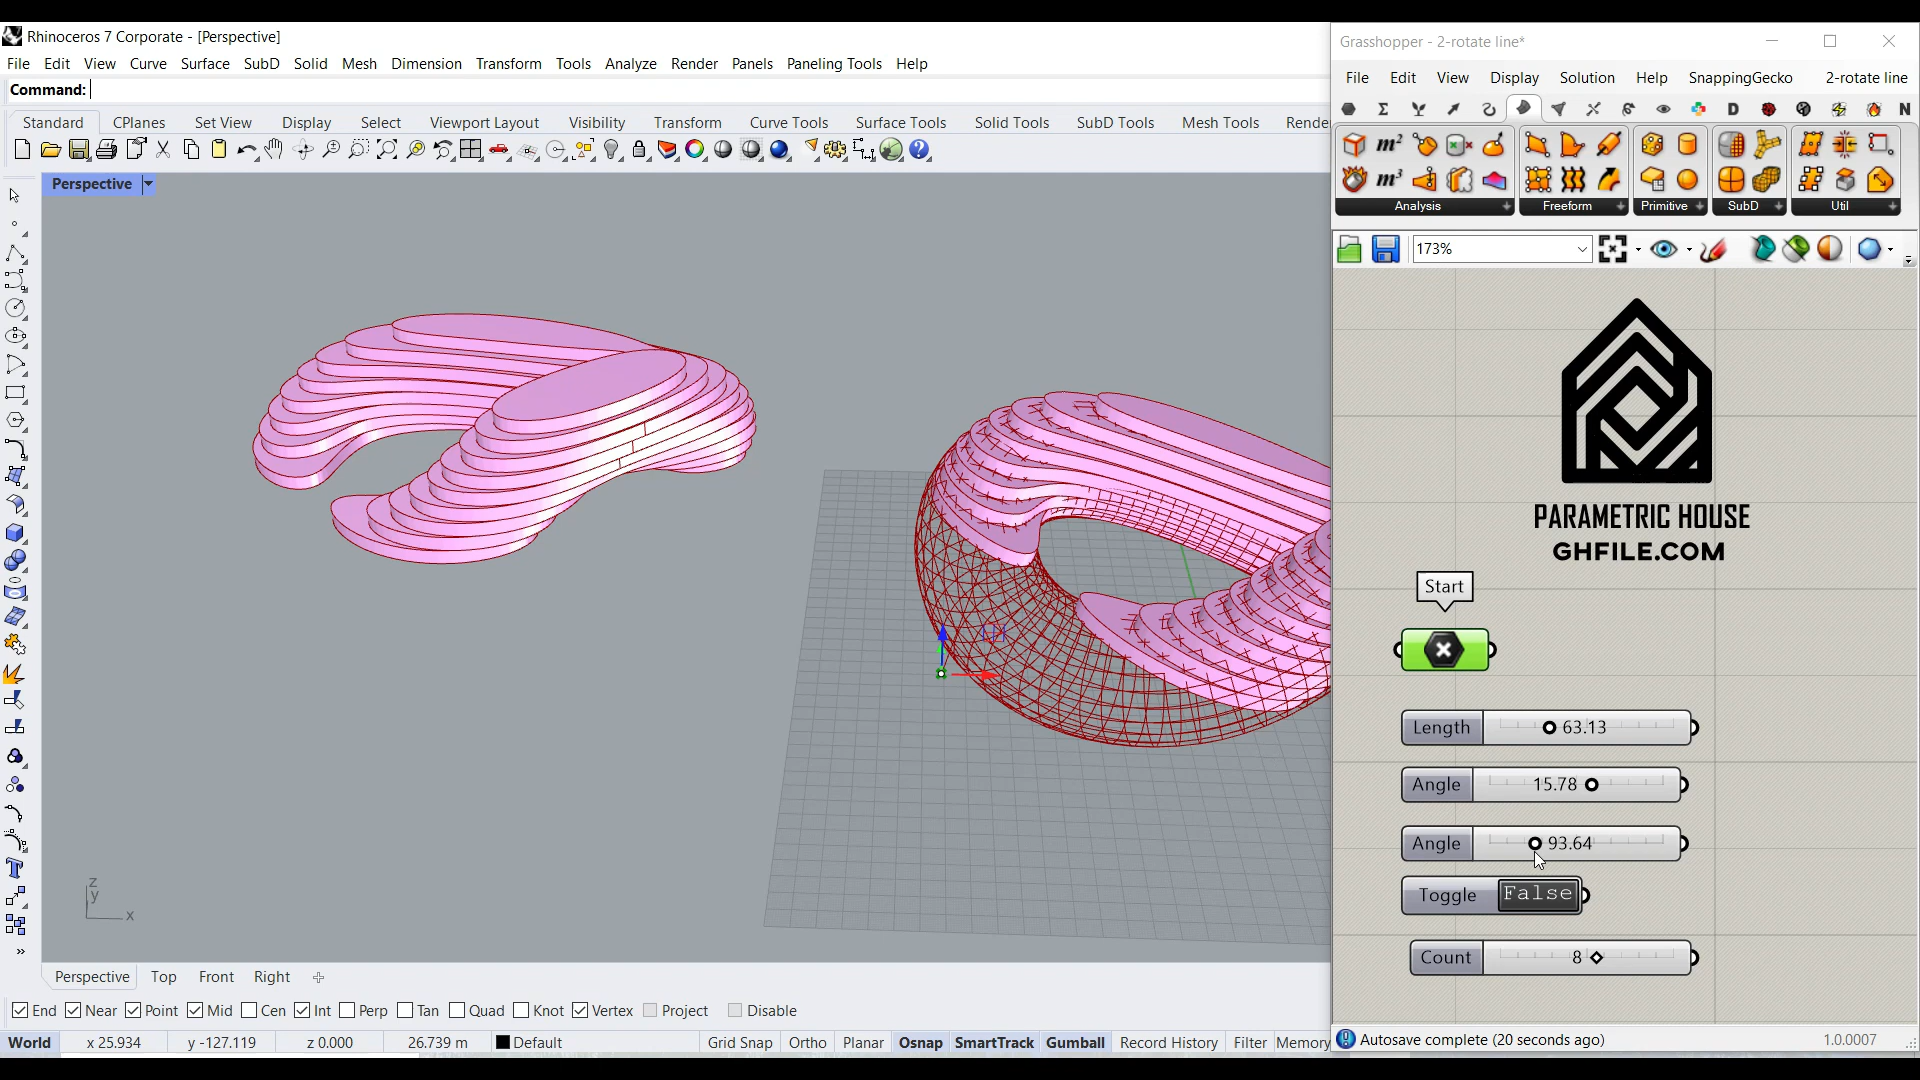 Rhinoceros 7 Corporate - [Perspective]
File Edit View Curve Surface SubD Solid Mesh Dimension Transform Tools Analyze Render Panels Paneling Tools Help
Command:
Standard CPlanes Set View Display Select Viewport Layout Visibility Transform Curve Tools Surface Tools Solid Tools SubD Tools Mesh Tools Rende
Perspective
z
y
x
Perspective Top Front Right
End Near Point Mid Cen Int Perp Tan Quad Knot Vertex Project Disable
World x 25.934 y -127.119 z 0.000 26.739 m Default Grid Snap Ortho Planar Osnap SmartTrack Gumball Record History Filter Memory
Grasshopper - 2-rotate line*
File Edit View Display Solution Help SnappingGecko 2-rotate line
D N
m² m³
Analysis Freeform Primitive SubD Util
173%
PARAMETRIC HOUSE
GHFILE.COM
Start
Length 63.13
Angle 15.78
Angle 93.64
Toggle False
Count 8
Autosave complete (20 seconds ago) 1.0.0007